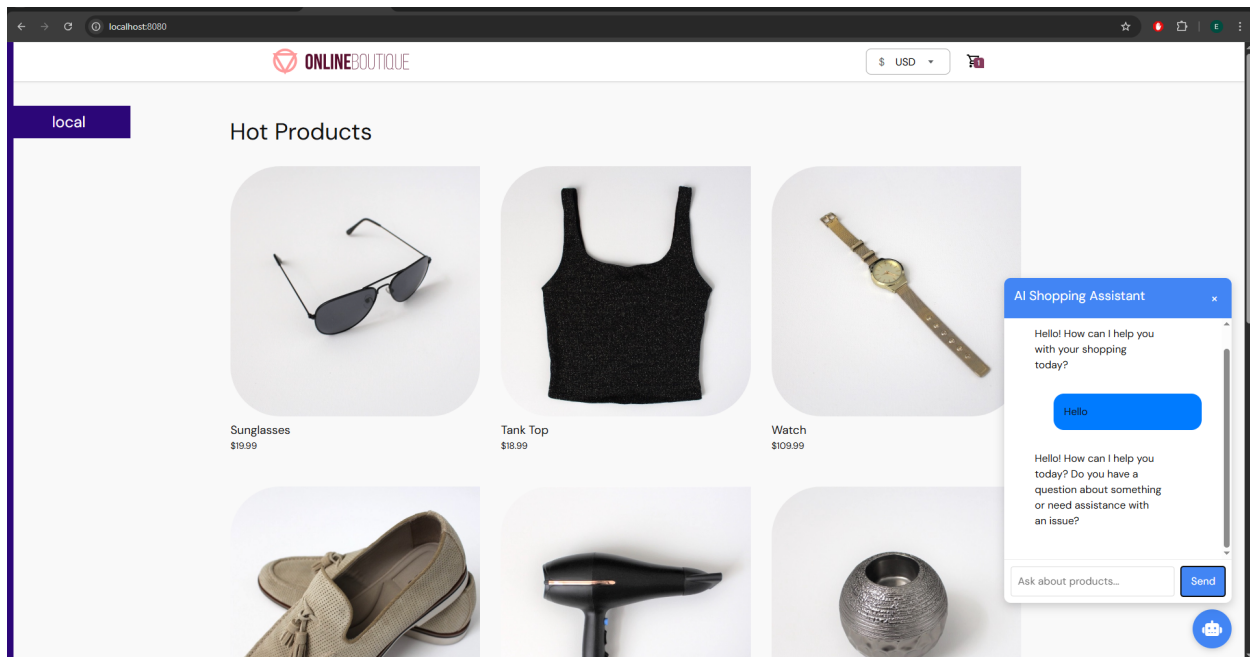 localhost:8080
ONLINEBOUTIQUE
$ USD
1
local
Hot Products
Sunglasses
$19.99
Tank Top
$18.99
Watch
$109.99
AI Shopping Assistant
×
Hello! How can I help you
with your shopping
today?
Hello
Hello! How can I help you
today? Do you have a
question about something
or need assistance with
an issue?
Ask about products...
Send
E